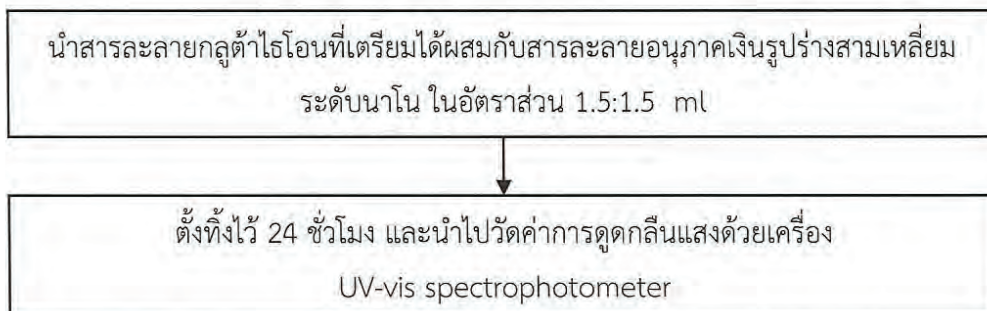 นำสารละลายกลูต้าไธโอนที่เตรียมได้ผสมกับสารละลายอนุภาคเงินรูปร่างสามเหลี่ยม
ระดับนาโน ในอัตราส่วน 1.5:1.5 ml
ตั้งทิ้งไว้ 24 ชั่วโมง และนำไปวัดค่าการดูดกลืนแสงด้วยเครื่อง
UV-vis spectrophotometer